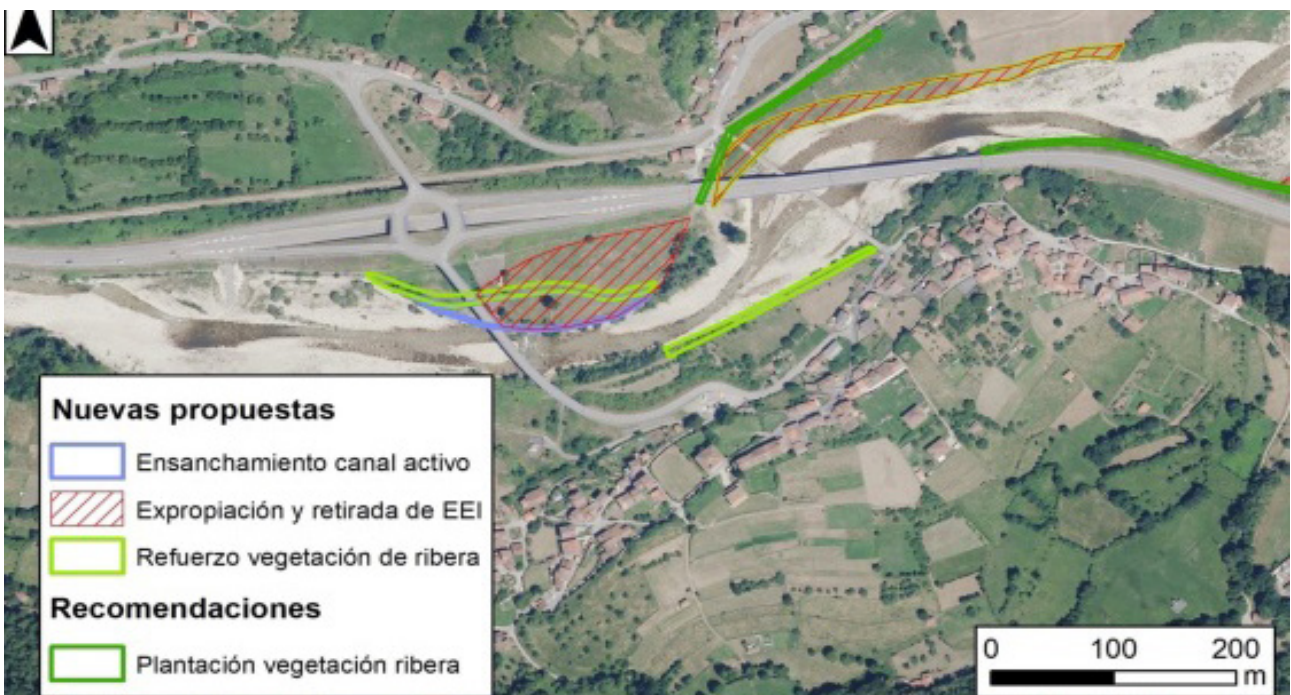 Nuevas propuestas
Ensanchamiento canal activo
Expropiación y retirada de EEI
Refuerzo vegetación de ribera
Recomendaciones
Plantación vegetación ribera
0 100 200
m